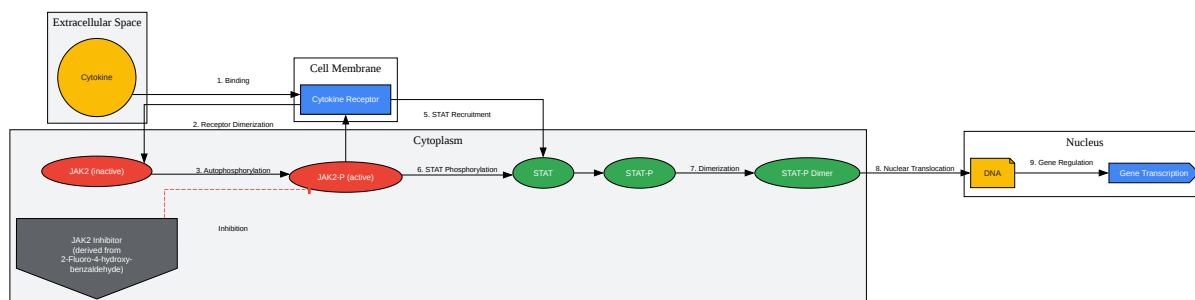 Extracellular Space
Cytokine
1. Binding
Cell Membrane
Cytokine Receptor
2. Receptor Dimerization
5. STAT Recruitment
Cytoplasm
JAK2 (inactive)
3. Autophosphorylation
JAK2-P (active)
6. STAT Phosphorylation
STAT
STAT-P
7. Dimerization
STAT-P Dimer
8. Nuclear Translocation
Nucleus
DNA
9. Gene Regulation
Gene Transcription
Inhibition
JAK2 Inhibitor
(derived from
2-Fluoro-4-hydroxy-
benzaldehyde)